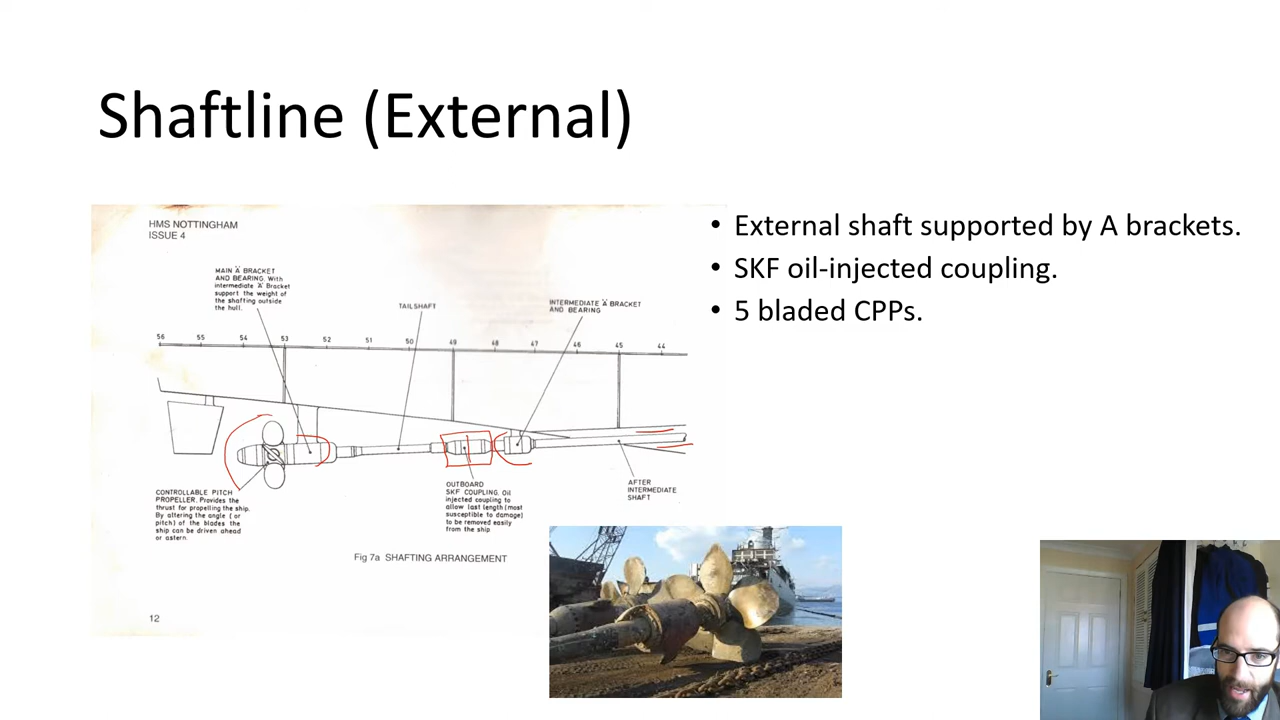 Shaftline (External)
HMS NOTTINGHAM
ISSUE 4
MAIN 'A' BRACKET
AND BEARING. With
intermediate 'A' Bracket
support the weight of
the shafting outside
the hull.
TAILSHAFT
INTERMEDIATE 'A' BRACKET
AND BEARING
56 55 54 53 52 51 50 49 48 47 46 45 44
CONTROLLABLE PITCH
PROPELLER. Provides the
thrust for propelling the ship.
By altering the angle ( or
pitch) of the blades the
ship can be driven ahead
or astern.
OUTBOARD
SKF COUPLING. Oil
injected coupling to
allow last length (most
susceptible to damage)
to be removed easily
from the ship
AFTER
INTERMEDIATE
SHAFT
Fig 7a SHAFTING ARRANGEMENT
12
• External shaft supported by A brackets.
• SKF oil-injected coupling.
• 5 bladed CPPs.